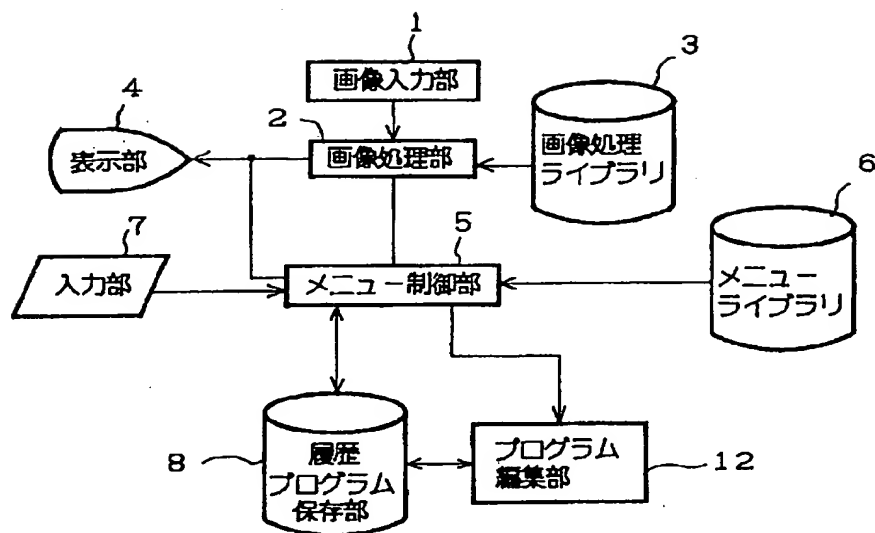 1
画像入力部
3
4
2
表示部
画像処理部
画像処理
ライブラリ
6
7
5
入力部
メニュー制御部
メニュー
ライブラリ
8
履歴
プログラム
保存部
プログラム
編集部
12